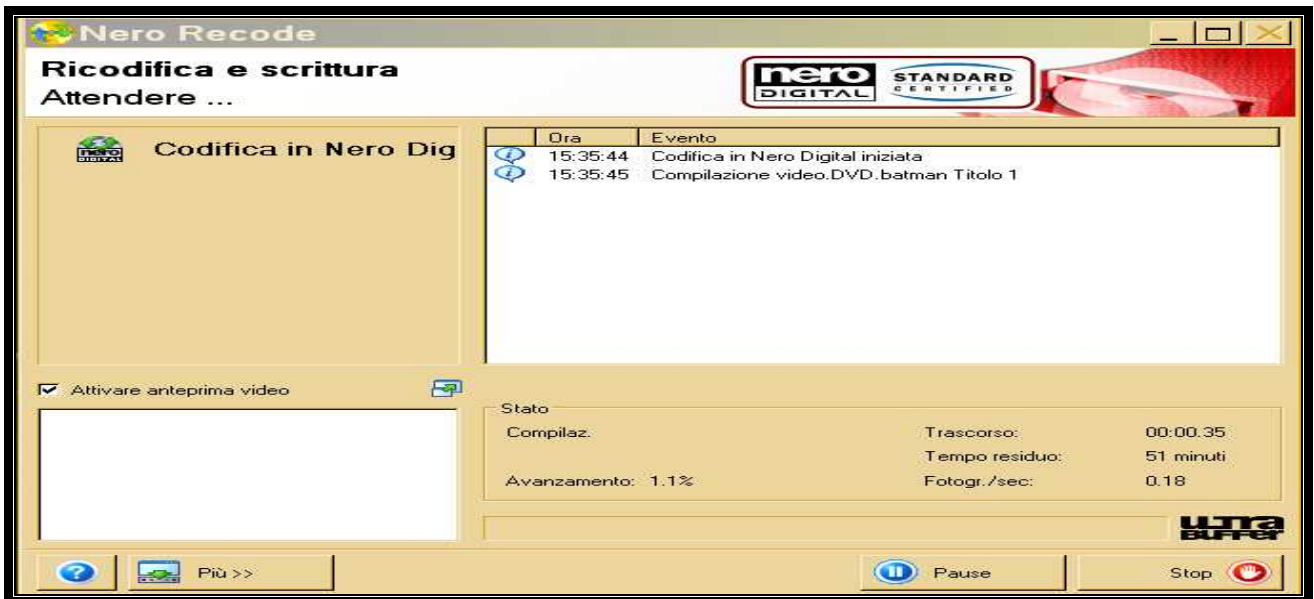 Nero Recode
Ricodifica e scrittura
Attendere ...
nero DIGITAL STANDARD CERTIFIED
nero DIGITAL Codifica in Nero Dig
Ora Evento
15:35:44 Codifica in Nero Digital iniziata
15:35:45 Compilazione video.DVD.batman Titolo 1
Attivare anteprima video
Stato
Compilaz. Trascorso: 00:00.35
Tempo residuo: 51 minuti
Avanzamento: 1.1% Fotogr./sec: 0.18
ULTRA BUFFER
Più >> Pause Stop